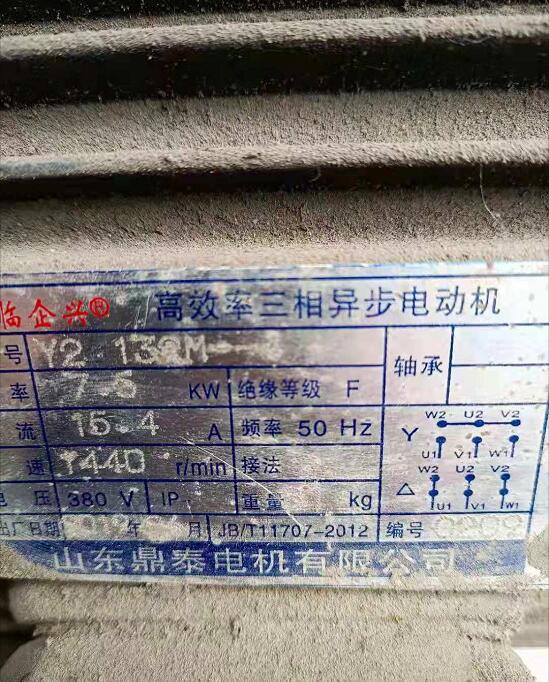 临企兴® 高效率三相异步电动机
号 Y2 132M- 轴承
率 7.5 KW 绝缘等级 F
流 15.4 A 频率 50 Hz
速 1440 r/min 接法
电压 380 V IP 重量 kg
出厂日期 年 月 JB/T11707-2012 编号
Y W2 U2 V2
U1 V1 W1
△ W2 U2 V2
U1 V1 W1
山东鼎泰电机有限公司